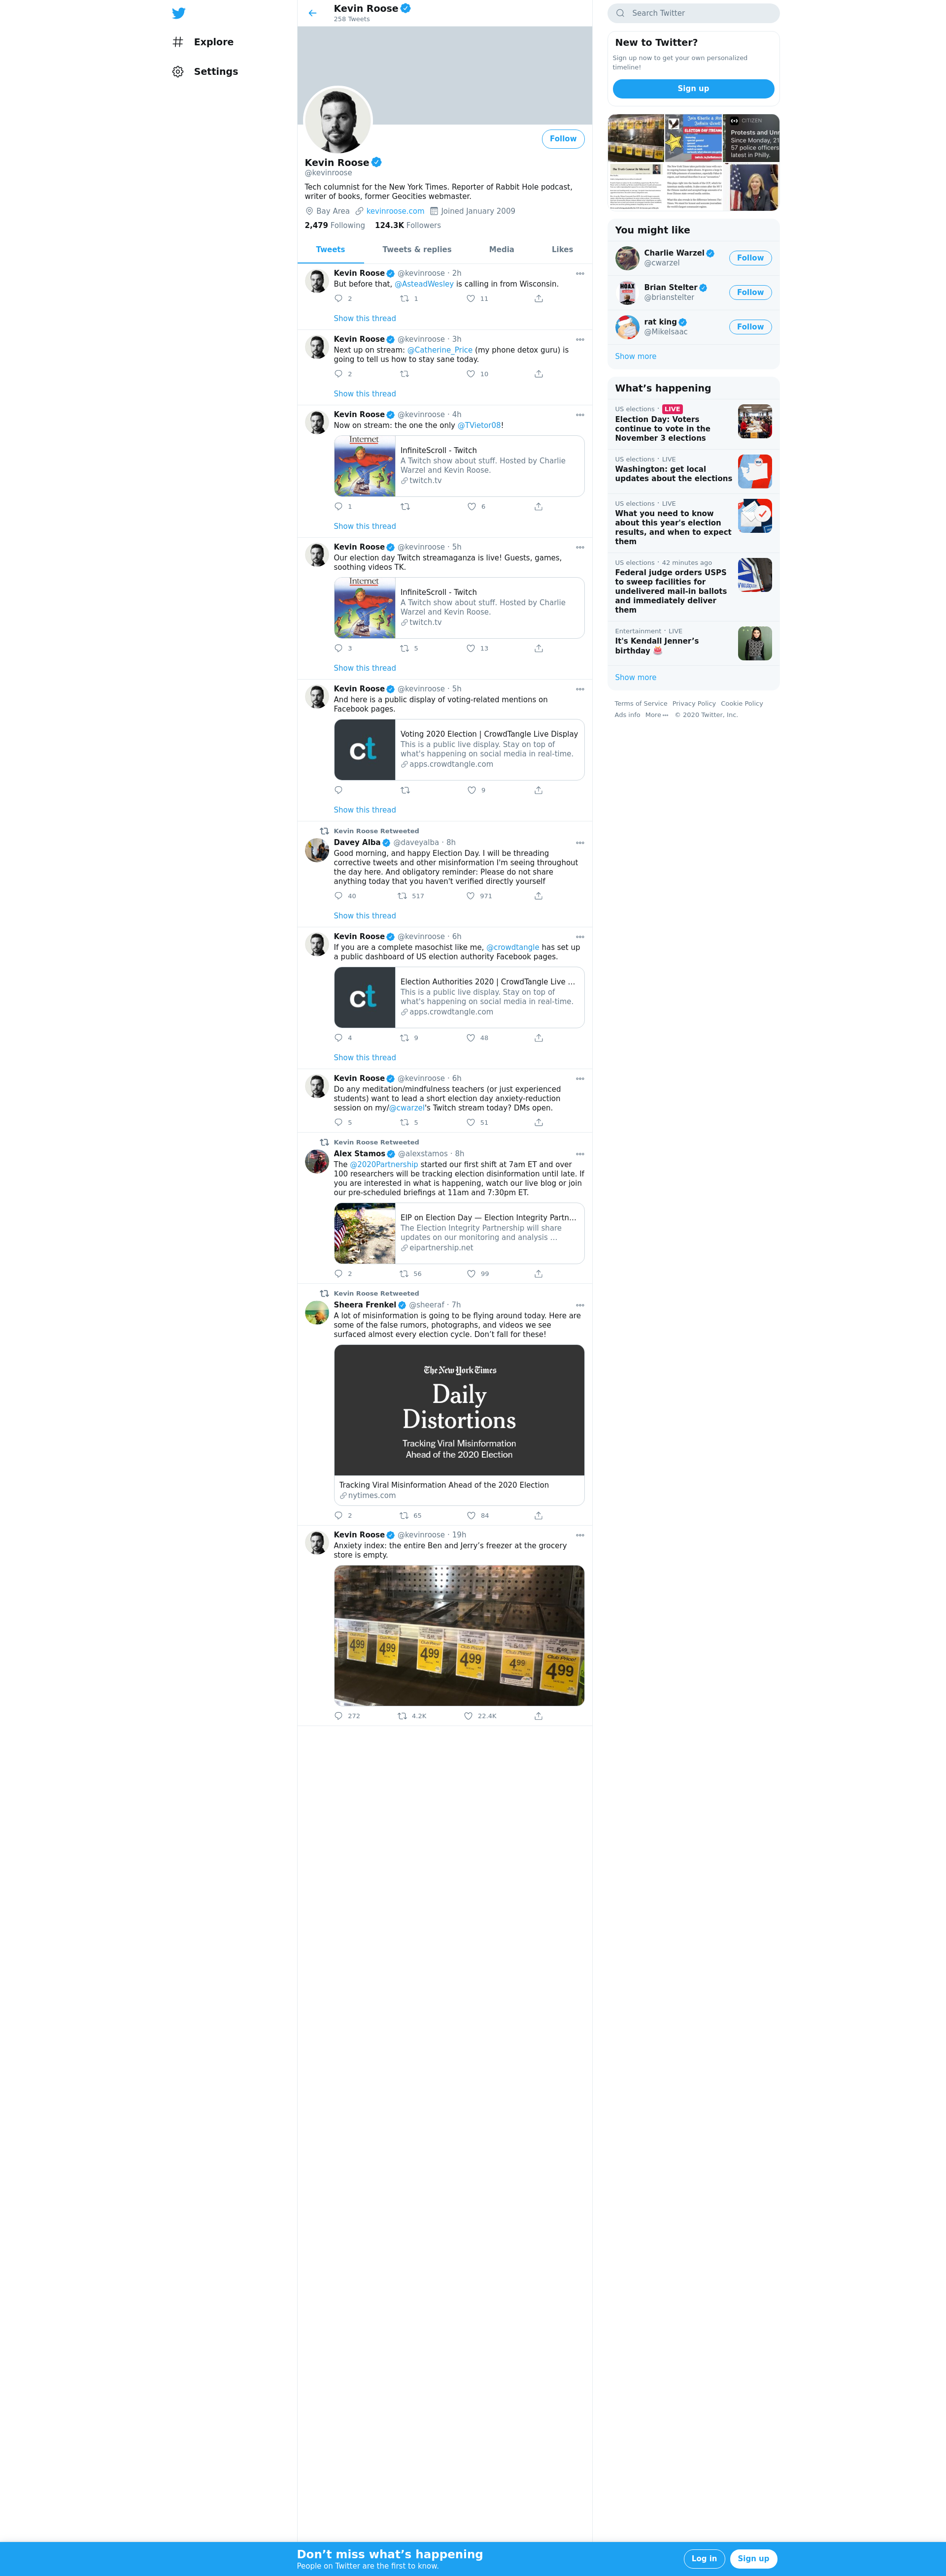 Kevin Roose
258 Tweets
Explore
Settings
Follow
Kevin Roose
@kevinroose
Tech columnist for the New York Times. Reporter of Rabbit Hole podcast,
writer of books, former Geocities webmaster.
Bay Area kevinroose.com Joined January 2009
2,479 Following 124.3K Followers
Tweets Tweets & replies Media Likes
Kevin Roose @kevinroose · 2h
But before that, @AsteadWesley is calling in from Wisconsin.
2 1 11
Show this thread
Kevin Roose @kevinroose · 3h
Next up on stream: @Catherine_Price (my phone detox guru) is
going to tell us how to stay sane today.
2 10
Show this thread
Kevin Roose @kevinroose · 4h
Now on stream: the one the only @TVietor08!
Internet
InfiniteScroll - Twitch
A Twitch show about stuff. Hosted by Charlie
Warzel and Kevin Roose.
twitch.tv
1 6
Show this thread
Kevin Roose @kevinroose · 5h
Our election day Twitch streamaganza is live! Guests, games,
soothing videos TK.
Internet
InfiniteScroll - Twitch
A Twitch show about stuff. Hosted by Charlie
Warzel and Kevin Roose.
twitch.tv
3 5 13
Show this thread
Kevin Roose @kevinroose · 5h
And here is a public display of voting-related mentions on
Facebook pages.
ct
Voting 2020 Election | CrowdTangle Live Display
This is a public live display. Stay on top of
what's happening on social media in real-time.
apps.crowdtangle.com
9
Show this thread
Kevin Roose Retweeted
Davey Alba @daveyalba · 8h
Good morning, and happy Election Day. I will be threading
corrective tweets and other misinformation I'm seeing throughout
the day here. And obligatory reminder: Please do not share
anything today that you haven't verified directly yourself
40 517 971
Show this thread
Kevin Roose @kevinroose · 6h
If you are a complete masochist like me, @crowdtangle has set up
a public dashboard of US election authority Facebook pages.
ct
Election Authorities 2020 | CrowdTangle Live ...
This is a public live display. Stay on top of
what's happening on social media in real-time.
apps.crowdtangle.com
4 9 48
Show this thread
Kevin Roose @kevinroose · 6h
Do any meditation/mindfulness teachers (or just experienced
students) want to lead a short election day anxiety-reduction
session on my/@cwarzel's Twitch stream today? DMs open.
5 5 51
Kevin Roose Retweeted
Alex Stamos @alexstamos · 8h
The @2020Partnership started our first shift at 7am ET and over
100 researchers will be tracking election disinformation until late. If
you are interested in what is happening, watch our live blog or join
our pre-scheduled briefings at 11am and 7:30pm ET.
EIP on Election Day — Election Integrity Partn...
The Election Integrity Partnership will share
updates on our monitoring and analysis ...
eipartnership.net
2 56 99
Kevin Roose Retweeted
Sheera Frenkel @sheeraf · 7h
A lot of misinformation is going to be flying around today. Here are
some of the false rumors, photographs, and videos we see
surfaced almost every election cycle. Don't fall for these!
The New York Times
Daily
Distortions
Tracking Viral Misinformation
Ahead of the 2020 Election
Tracking Viral Misinformation Ahead of the 2020 Election
nytimes.com
2 65 84
Kevin Roose @kevinroose · 19h
Anxiety index: the entire Ben and Jerry's freezer at the grocery
store is empty.
4.99 4.99 4.99 4.99 4.99 4.99
272 4.2K 22.4K
Search Twitter
New to Twitter?
Sign up now to get your own personalized
timeline!
Sign up
ELECTION DAY STREAMA
CITIZEN
Protests and Unr
Since Monday, 21
57 police officers
latest in Philly.
You might like
Charlie Warzel
@cwarzel
Follow
HOAX
Brian Stelter
@brianstelter
Follow
rat king
@MikeIsaac
Follow
Show more
What's happening
US elections · LIVE
Election Day: Voters
continue to vote in the
November 3 elections
US elections · LIVE
Washington: get local
updates about the elections
US elections · LIVE
What you need to know
about this year's election
results, and when to expect
them
US elections · 42 minutes ago
Federal judge orders USPS
to sweep facilities for
undelivered mail-in ballots
and immediately deliver
them
Entertainment · LIVE
It's Kendall Jenner's
birthday 🎂
Show more
Terms of Service Privacy Policy Cookie Policy
Ads info More ••• © 2020 Twitter, Inc.
Don't miss what's happening
People on Twitter are the first to know.
Log in Sign up